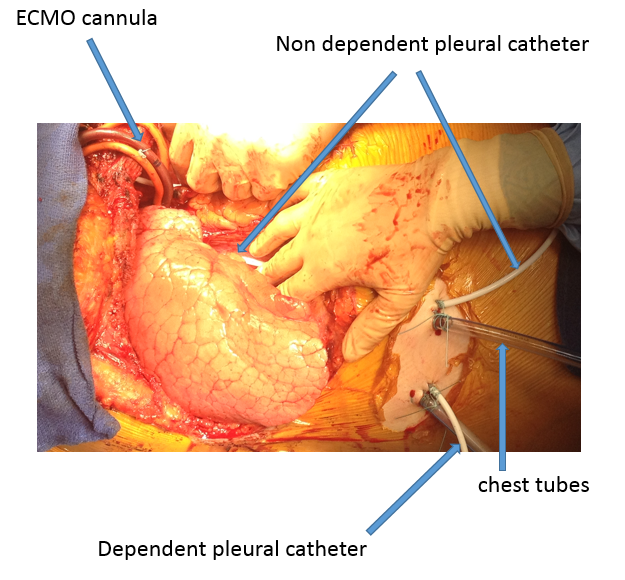 ECMO cannula
Non dependent pleural catheter
chest tubes
Dependent pleural catheter